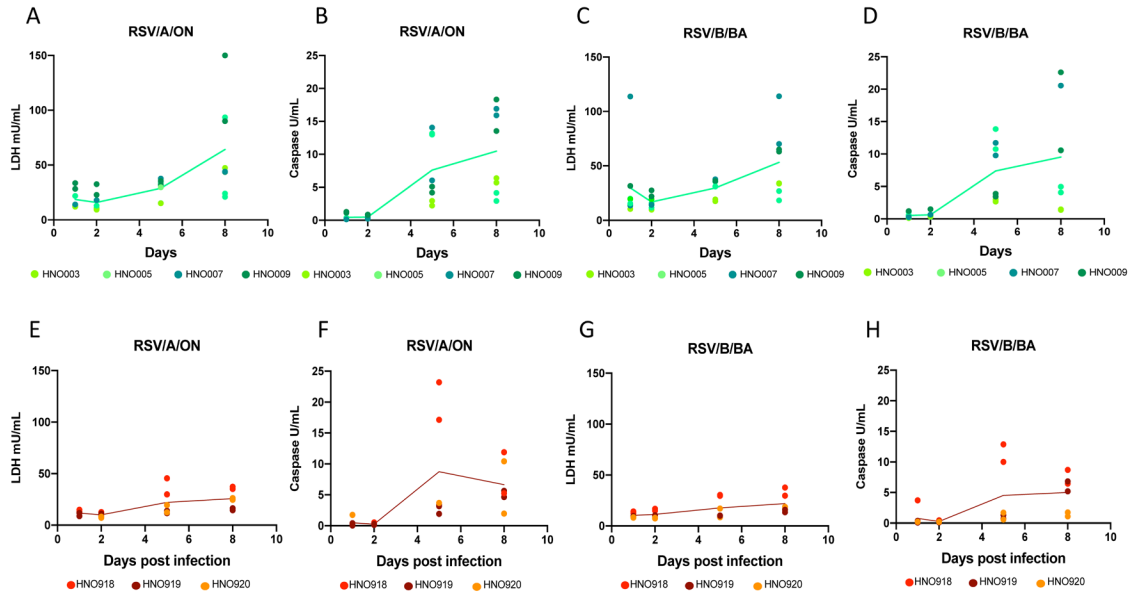 A
RSV/A/ON
LDH mU/mL
150
100
50
0
0 2 4 6 8 10
Days
B
RSV/A/ON
Caspase U/mL
25
20
15
10
5
0
0 2 4 6 8 10
Days
C
RSV/B/BA
LDH mU/mL
150
100
50
0
0 2 4 6 8 10
Days
D
RSV/B/BA
Caspase U/mL
25
20
15
10
5
0
0 2 4 6 8 10
Days
HNO003 HNO005 HNO007 HNO009 HNO003 HNO005 HNO007 HNO009 HNO003 HNO005 HNO007 HNO009 HNO003 HNO005 HNO007 HNO009
E
RSV/A/ON
LDH mU/mL
150
100
50
0
0 2 4 6 8 10
Days post infection
HNO918 HNO919 HNO920
F
RSV/A/ON
Caspase U/mL
25
20
15
10
5
0
0 2 4 6 8 10
Days post infection
HNO918 HNO919 HNO920
G
RSV/B/BA
LDH mU/mL
150
100
50
0
0 2 4 6 8 10
Days post infection
HNO918 HNO919 HNO920
H
RSV/B/BA
Caspase U/mL
25
20
15
10
5
0
0 2 4 6 8 10
Days post infection
HNO918 HNO919 HNO920